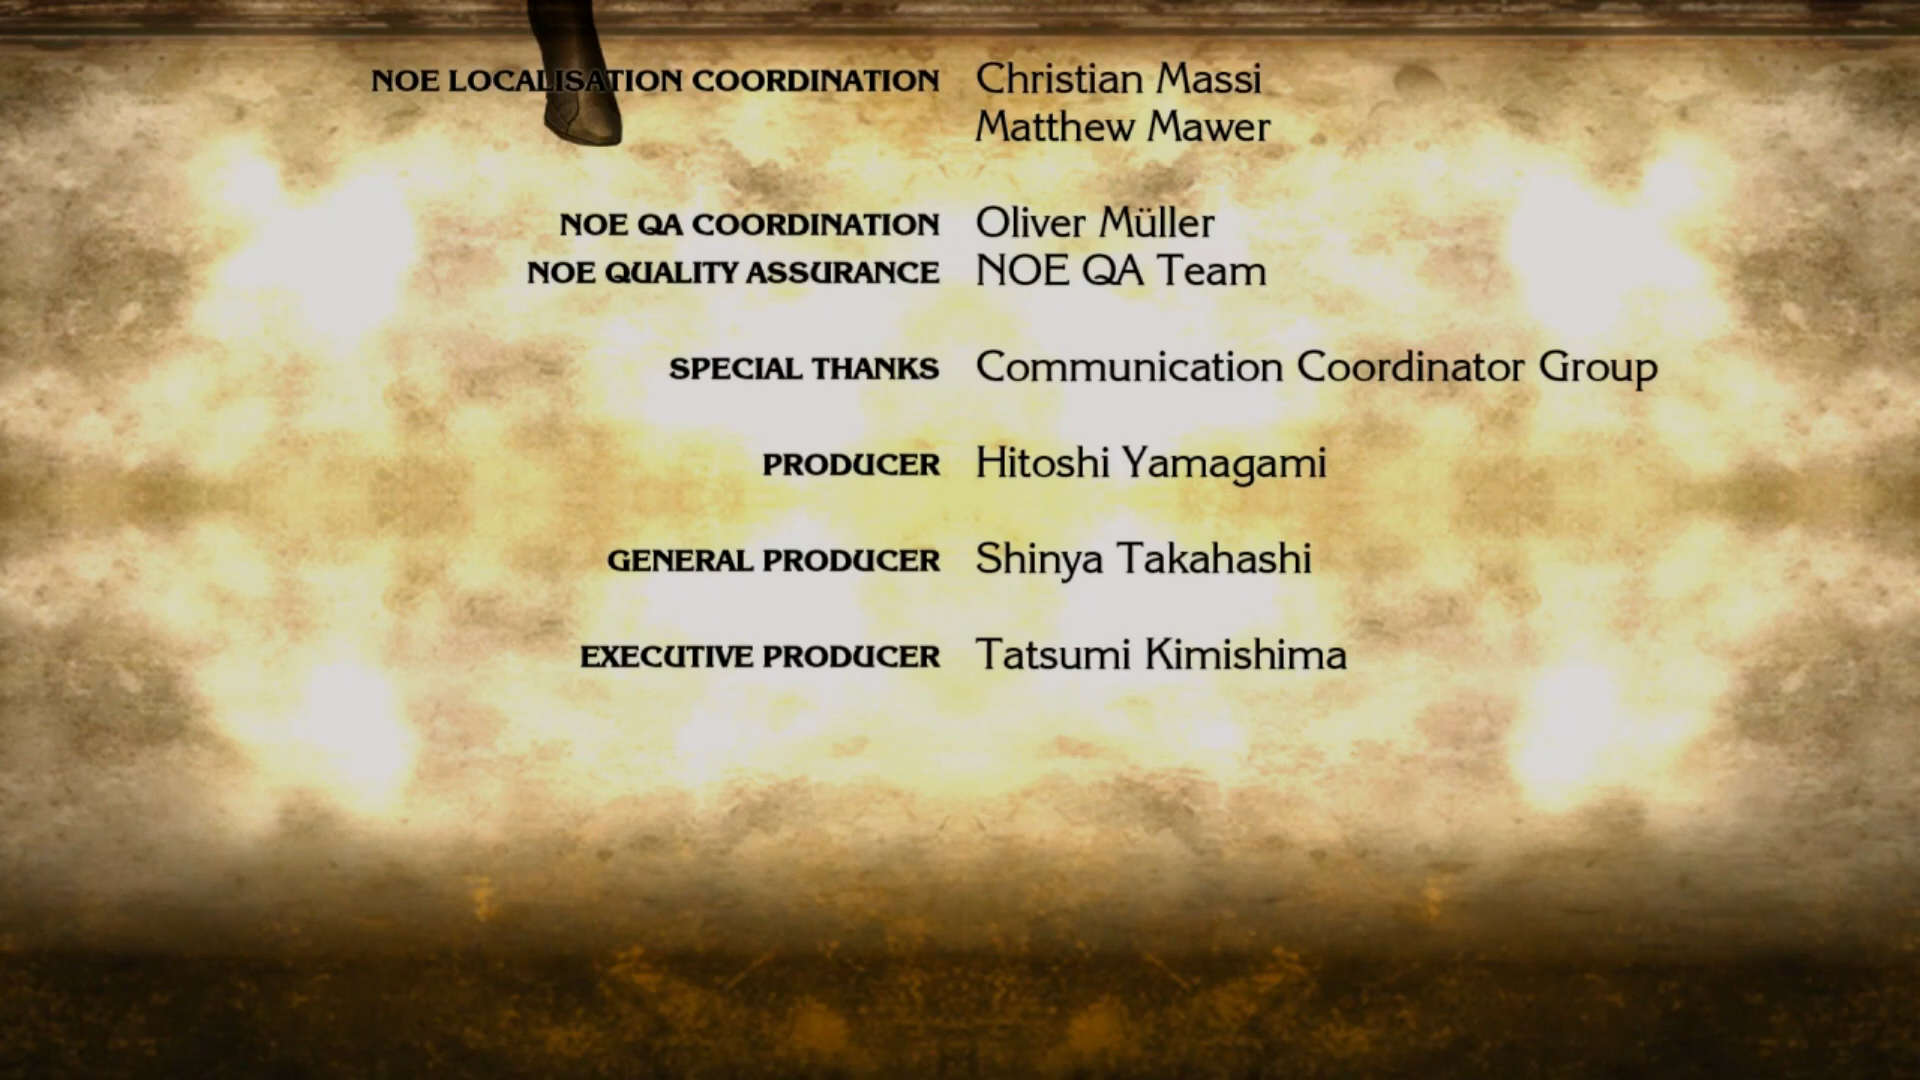 NOE LOCALISATION COORDINATION Christian Massi
Matthew Mawer
NOE QA COORDINATION Oliver Müller
NOE QUALITY ASSURANCE NOE QA Team
SPECIAL THANKS Communication Coordinator Group
PRODUCER Hitoshi Yamagami
GENERAL PRODUCER Shinya Takahashi
EXECUTIVE PRODUCER Tatsumi Kimishima